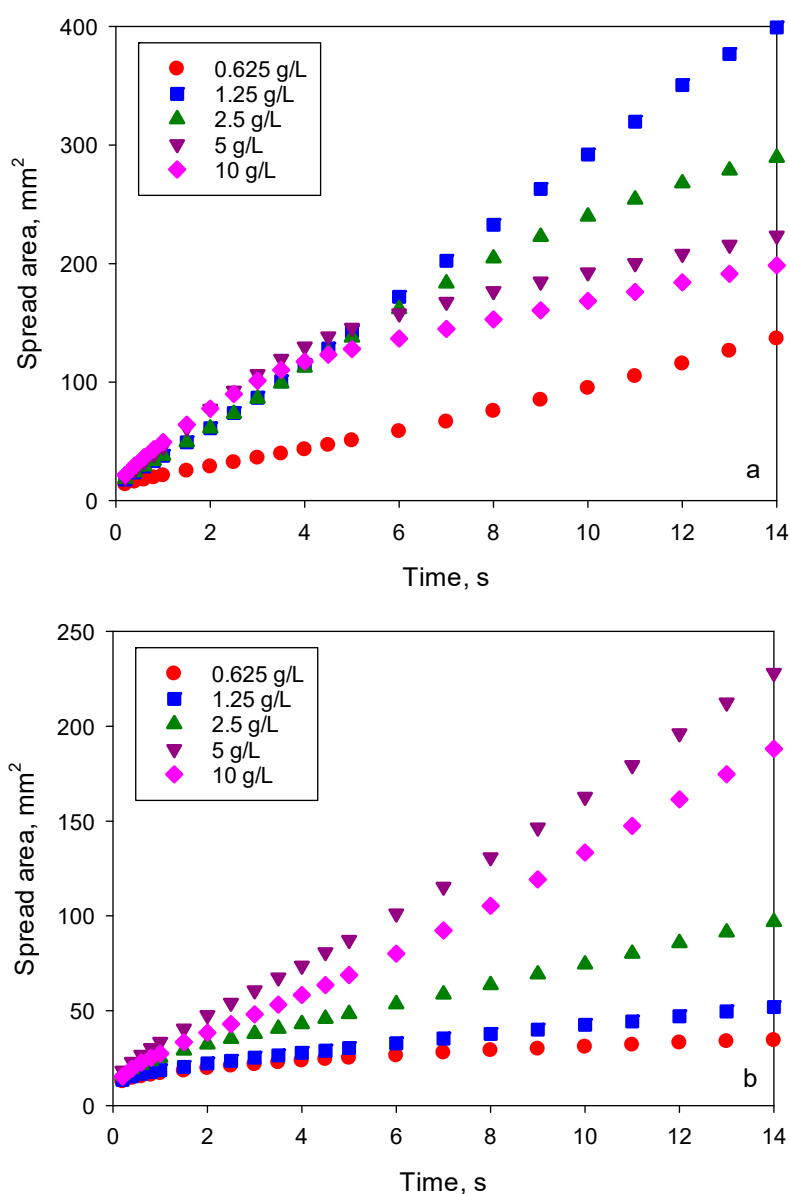 400
300
200
100
0
Spread area, mm²
0.625 g/L
1.25 g/L
2.5 g/L
5 g/L
10 g/L
a
0 2 4 6 8 10 12 14
Time, s
250
200
150
100
50
0
Spread area, mm²
0.625 g/L
1.25 g/L
2.5 g/L
5 g/L
10 g/L
b
0 2 4 6 8 10 12 14
Time, s